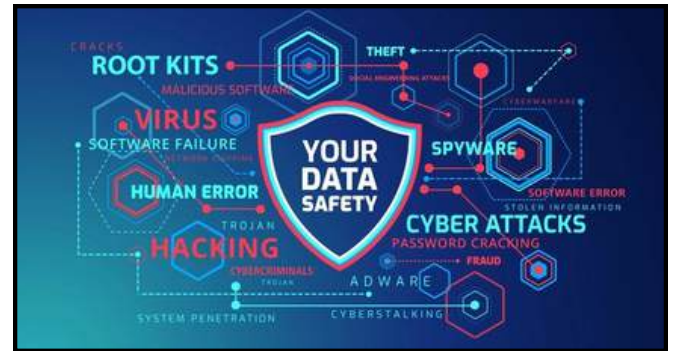 CRACKS
ROOT KITS
THEFT
SOCIAL ENGINEERING ATTACKS
MALICIOUS SOFTWARE
CYBERWARFARE
VIRUS
SOFTWARE FAILURE
YOUR
DATA
SAFETY
SPYWARE
HUMAN ERROR
SOFTWARE ERROR
STOLEN INFORMATION
TROJAN
CYBER ATTACKS
PASSWORD CRACKING
HACKING
FRAUD
CYBERCRIMINALS
TROJAN
ADWARE
SYSTEM PENETRATION
CYBERSTALKING